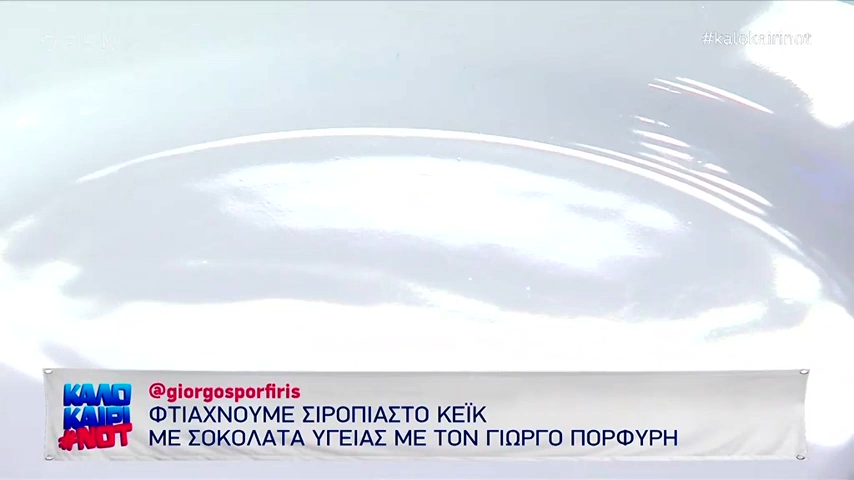 #kalokairinot
@giorgosporfiris
ΦΤΙΑΧΝΟΥΜΕ ΣΙΡΟΠΙΑΣΤΟ ΚΕΪΚ
ΜΕ ΣΟΚΟΛΑΤΑ ΥΓΕΙΑΣ ΜΕ ΤΟΝ ΓΙΩΡΓΟ ΠΟΡΦΥΡΗ
ΚΑΛΟ
ΚΑΙΡΙ
#NOT